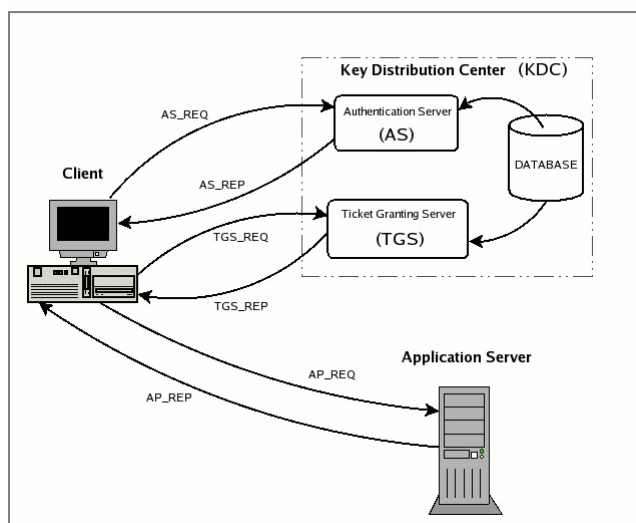 Key Distribution Center (KDC)
AS_REQ
Authentication Server
(AS)
DATABASE
Client
AS_REP
Ticket Granting Server
(TGS)
TGS_REQ
TGS_REP
Application Server
AP_REQ
AP_REP